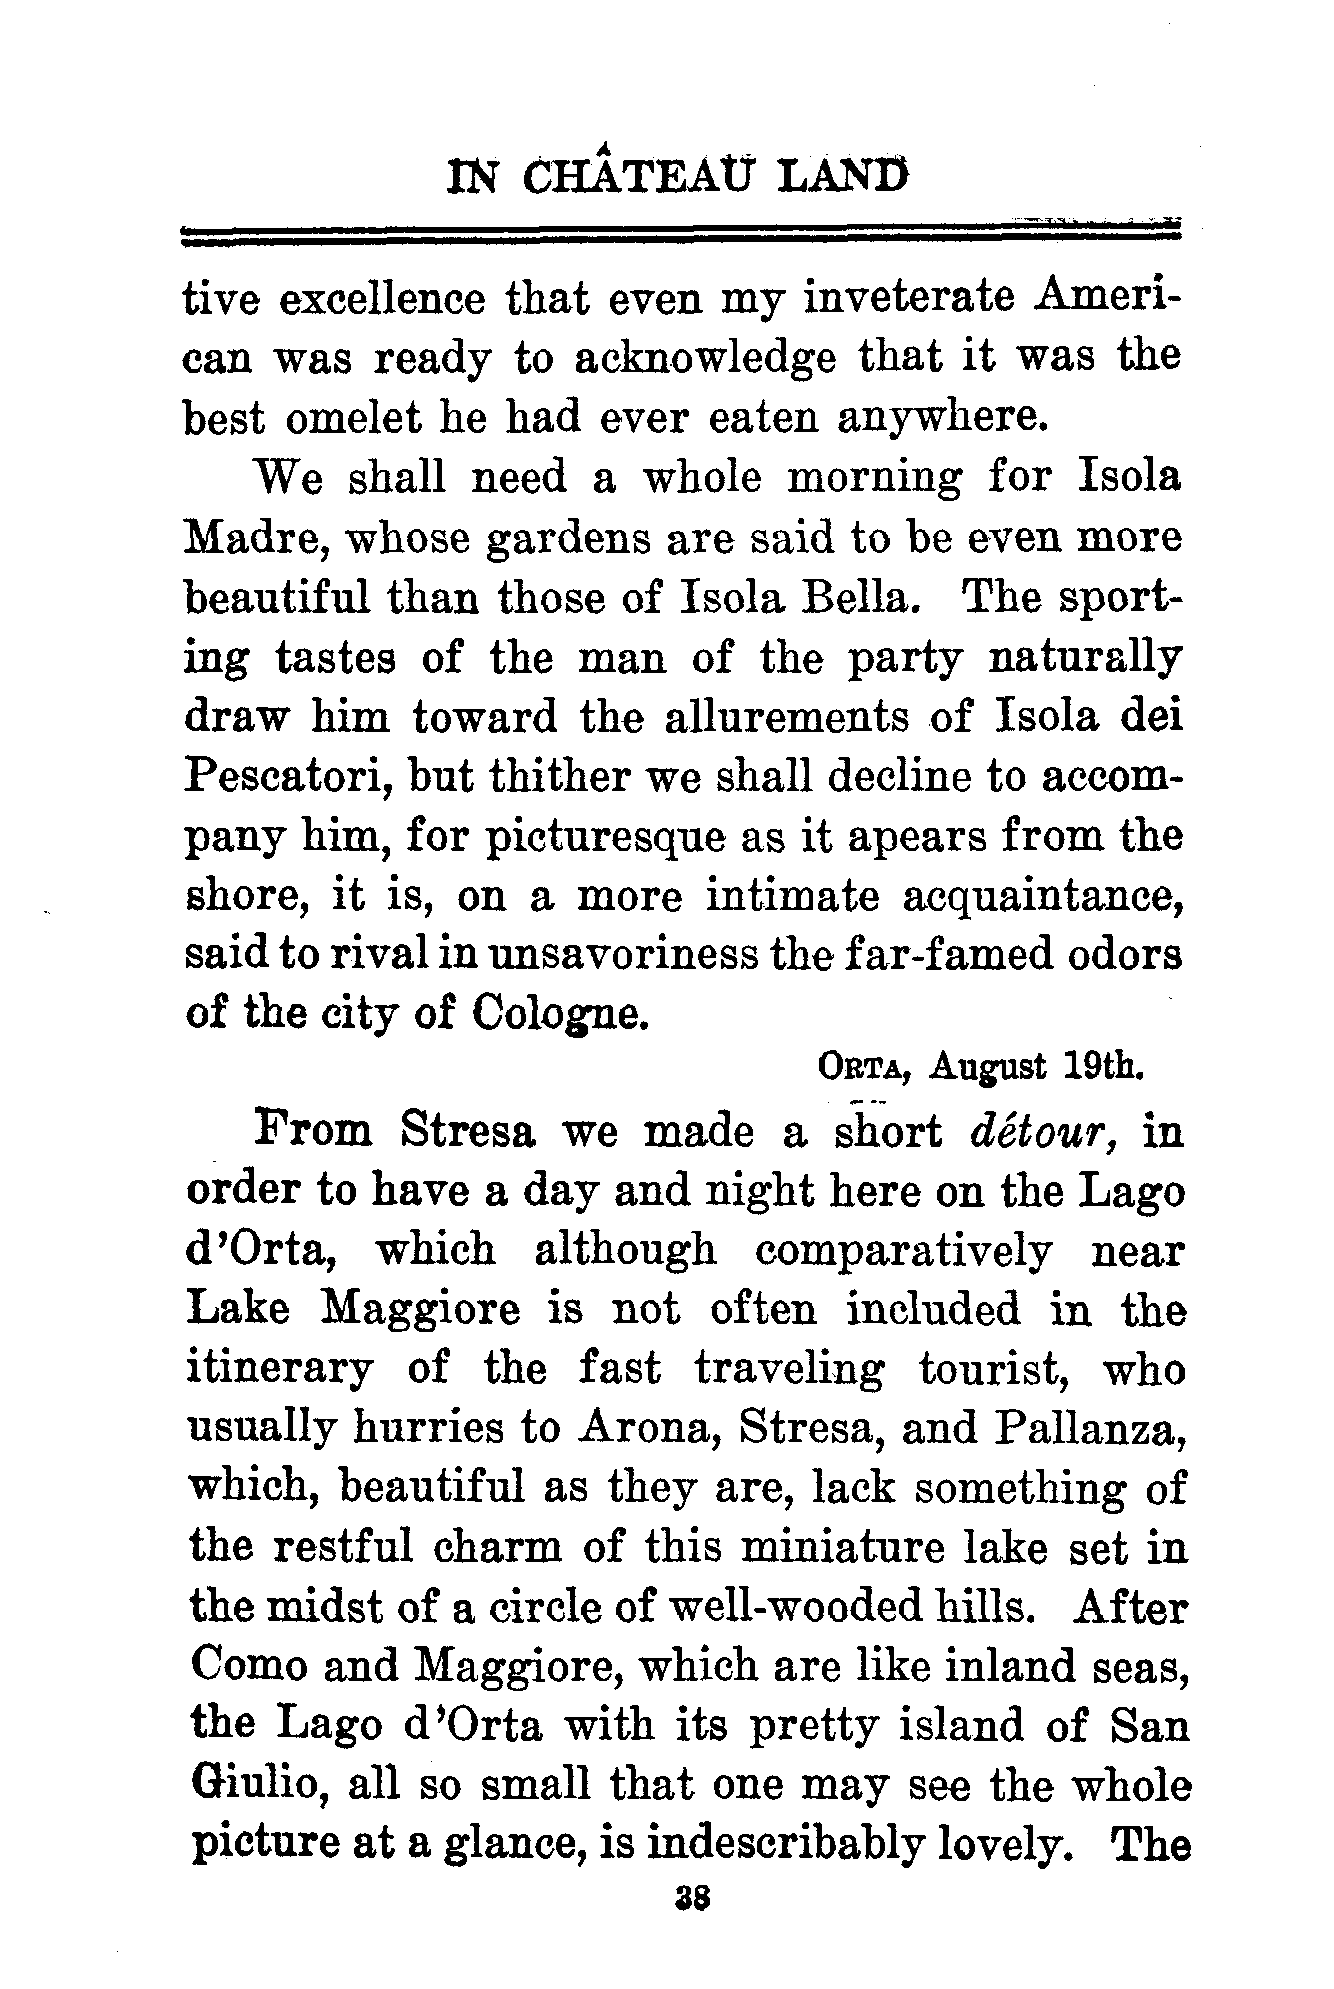 IN CHÂTEAU LAND
tive excellence that even my inveterate Ameri-
can was ready to acknowledge that it was the
best omelet he had ever eaten anywhere.
We shall need a whole morning for Isola
Madre, whose gardens are said to be even more
beautiful than those of Isola Bella. The sport-
ing tastes of the man of the party naturally
draw him toward the allurements of Isola dei
Pescatori, but thither we shall decline to accom-
pany him, for picturesque as it apears from the
shore, it is, on a more intimate acquaintance,
said to rival in unsavoriness the far-famed odors
of the city of Cologne.
ORTA, August 19th.
From Stresa we made a short détour, in
order to have a day and night here on the Lago
d'Orta, which although comparatively near
Lake Maggiore is not often included in the
itinerary of the fast traveling tourist, who
usually hurries to Arona, Stresa, and Pallanza,
which, beautiful as they are, lack something of
the restful charm of this miniature lake set in
the midst of a circle of well-wooded hills. After
Como and Maggiore, which are like inland seas,
the Lago d'Orta with its pretty island of San
Giulio, all so small that one may see the whole
picture at a glance, is indescribably lovely. The
38